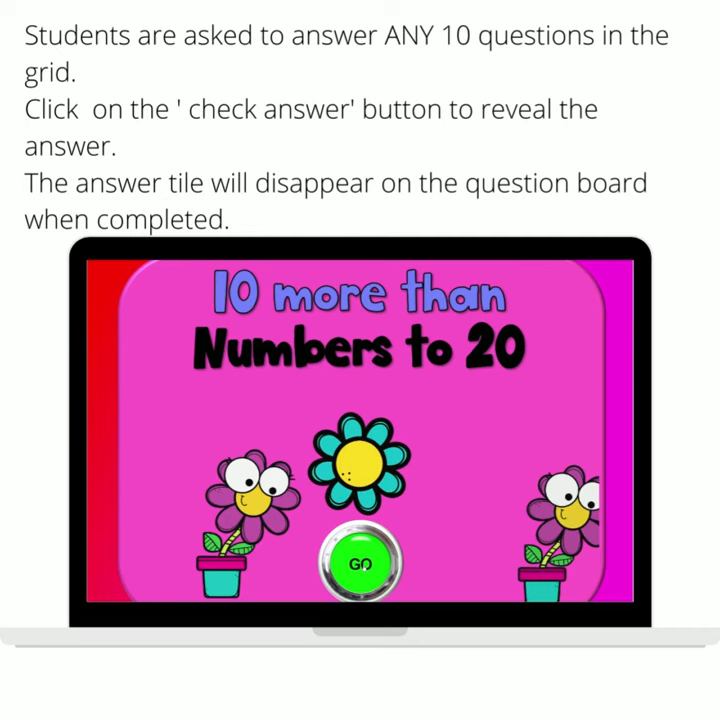 Students are asked to answer ANY 10 questions in the
grid.
Click on the ' check answer' button to reveal the
answer.
The answer tile will disappear on the question board
when completed.
10 more than
Numbers to 20
GO